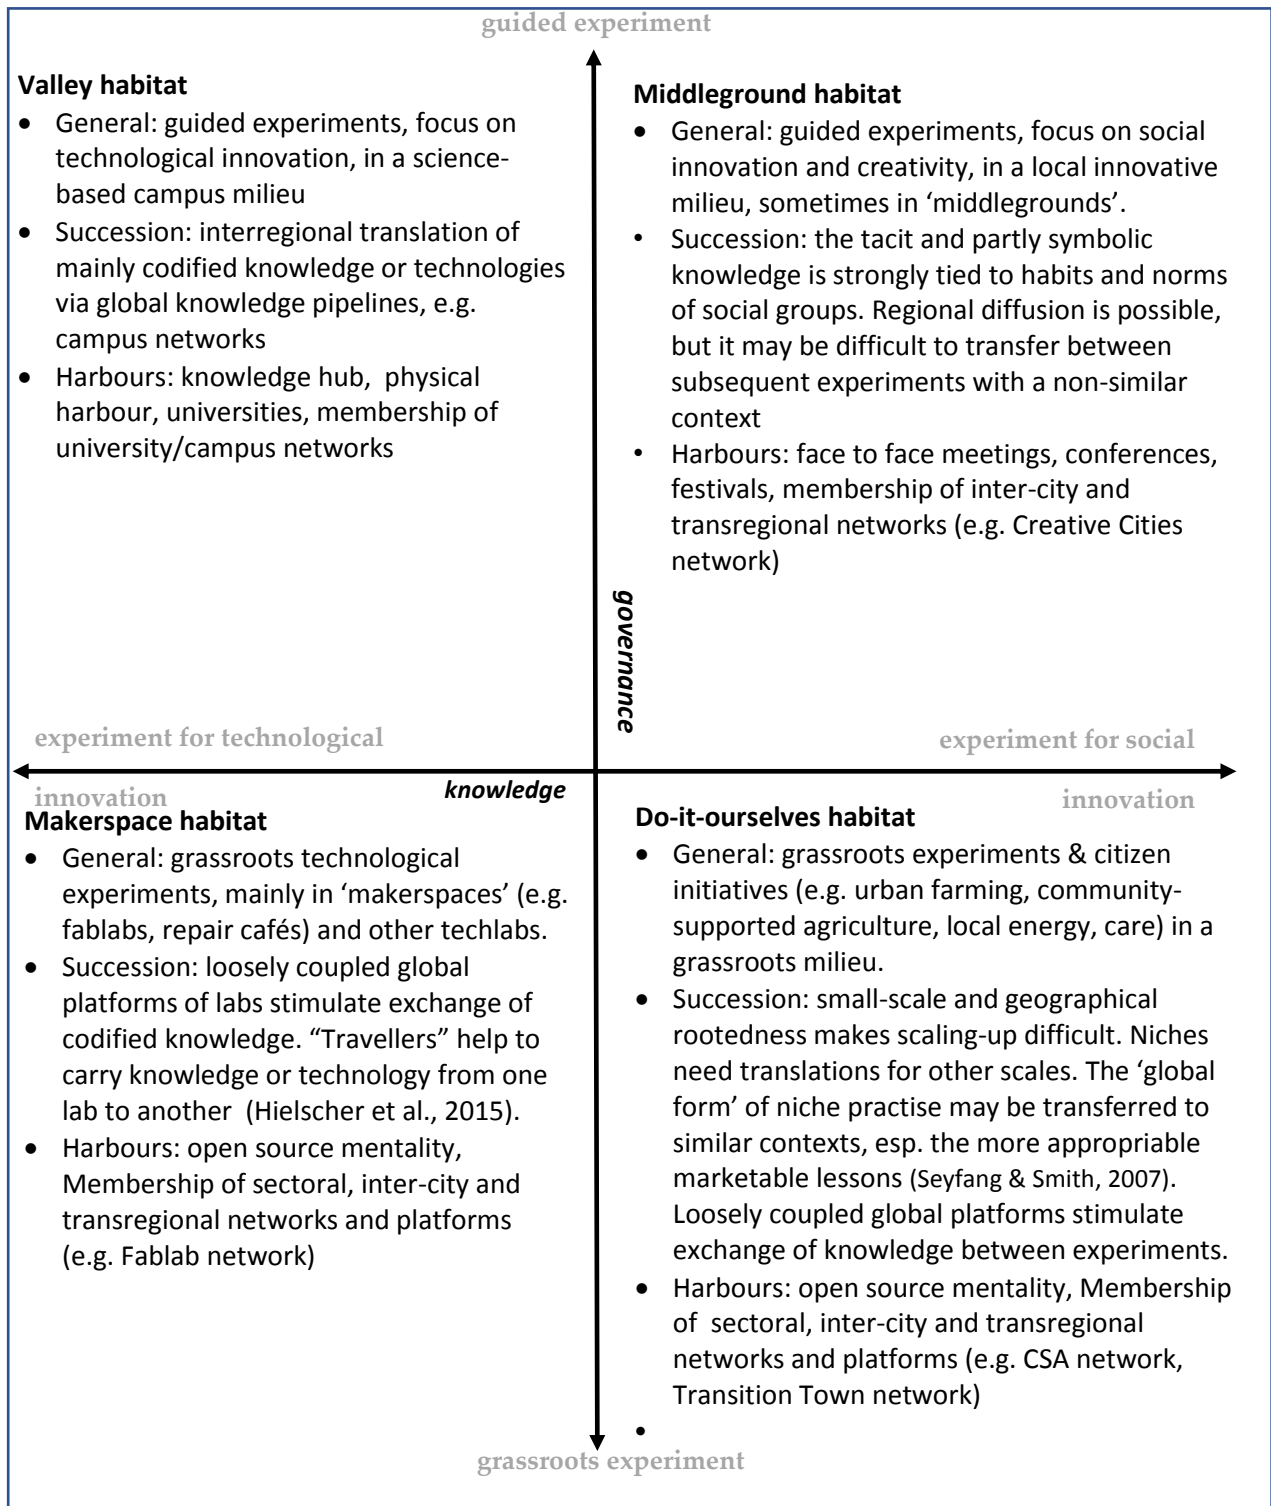 guided experiment
Valley habitat
• General: guided experiments, focus on
technological innovation, in a science-
based campus milieu
• Succession: interregional translation of
mainly codified knowledge or technologies
via global knowledge pipelines, e.g.
campus networks
• Harbours: knowledge hub,  physical
harbour, universities, membership of
university/campus networks
Middleground habitat
• General: guided experiments, focus on social
innovation and creativity, in a local innovative
milieu, sometimes in ‘middlegrounds’.
• Succession: the tacit and partly symbolic
knowledge is strongly tied to habits and norms
of social groups. Regional diffusion is possible,
but it may be difficult to transfer between
subsequent experiments with a non-similar
context
• Harbours: face to face meetings, conferences,
festivals, membership of inter-city and
transregional networks (e.g. Creative Cities
network)
governance
experiment for technological
innovation
experiment for social
innovation
knowledge
Makerspace habitat
• General: grassroots technological
experiments, mainly in ‘makerspaces’ (e.g.
fablabs, repair cafés) and other techlabs.
• Succession: loosely coupled global
platforms of labs stimulate exchange of
codified knowledge. “Travellers” help to
carry knowledge or technology from one
lab to another  (Hielscher et al., 2015).
• Harbours: open source mentality,
Membership of sectoral, inter-city and
transregional networks and platforms
(e.g. Fablab network)
Do-it-ourselves habitat
• General: grassroots experiments & citizen
initiatives (e.g. urban farming, community-
supported agriculture, local energy, care) in a
grassroots milieu.
• Succession: small-scale and geographical
rootedness makes scaling-up difficult. Niches
need translations for other scales. The ‘global
form’ of niche practise may be transferred to
similar contexts, esp. the more appropriable
marketable lessons (Seyfang & Smith, 2007).
Loosely coupled global platforms stimulate
exchange of knowledge between experiments.
• Harbours: open source mentality, Membership
of  sectoral, inter-city and transregional
networks and platforms (e.g. CSA network,
Transition Town network)
•
grassroots experiment